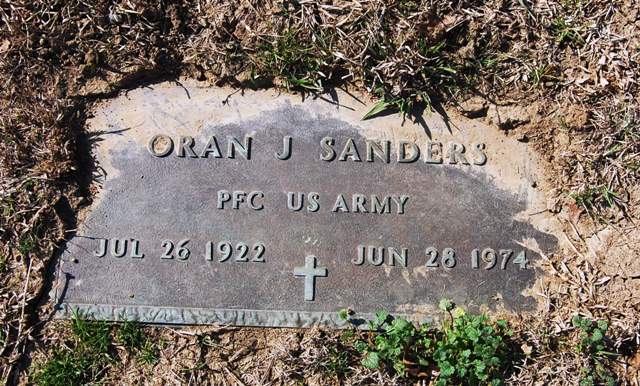 ORAN J SANDERS
PFC US ARMY
JUL 26 1922 JUN 28 1974